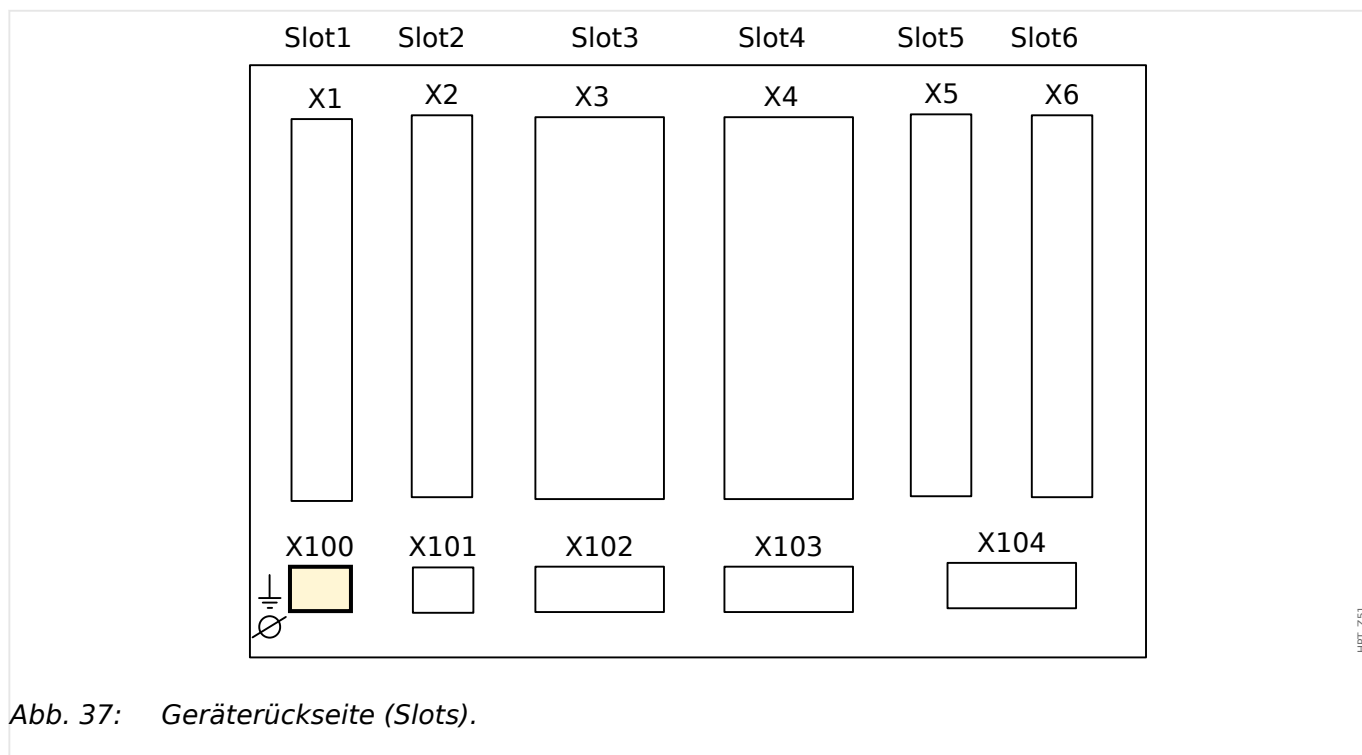 Slot1 Slot2 Slot3 Slot4 Slot5 Slot6
X1 X2 X3 X4 X5 X6
X100 X101 X102 X103 X104
Abb. 37: Geräterückseite (Slots).